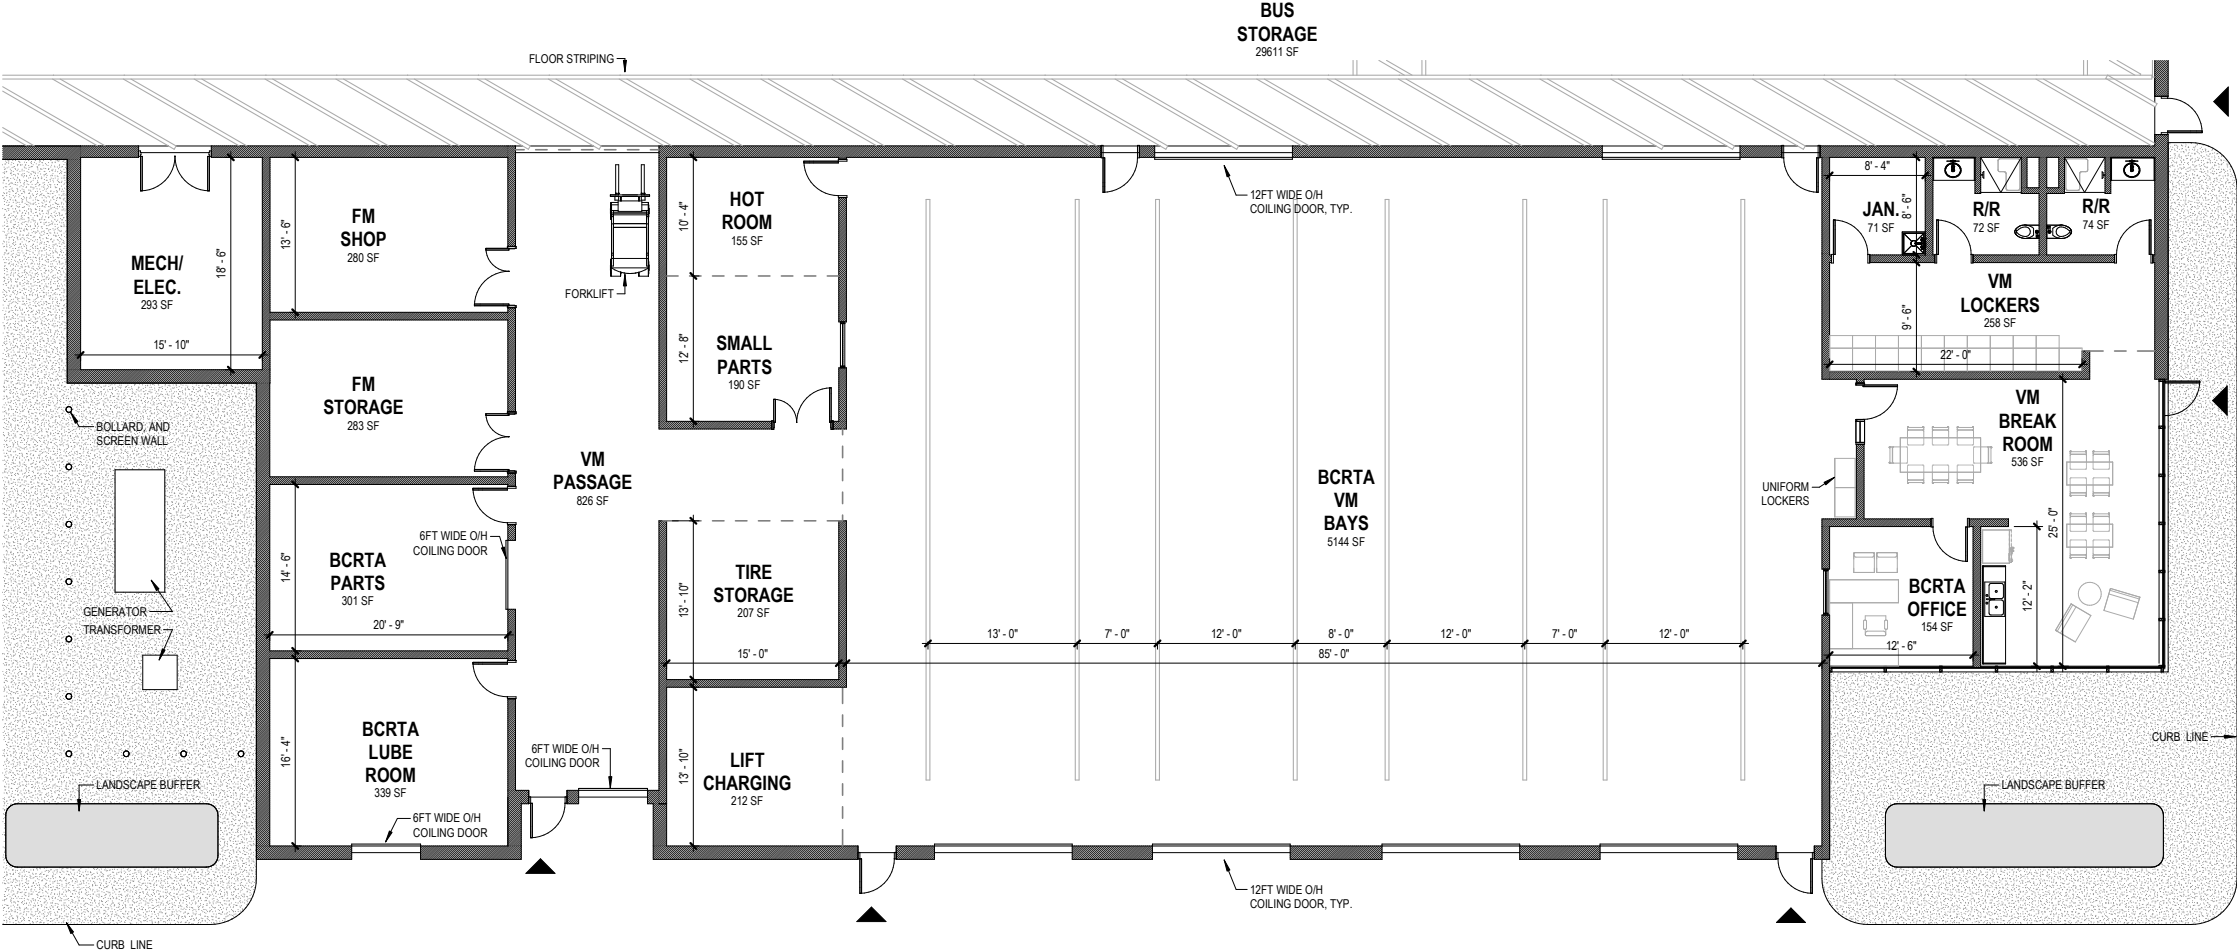 BUS
STORAGE
29611 SF
FLOOR STRIPING
MECH/
ELEC.
293 SF
18' - 6"
15' - 10"
FM
SHOP
280 SF
13' - 6"
FM
STORAGE
283 SF
FORKLIFT
HOT
ROOM
155 SF
10' - 4"
SMALL
PARTS
190 SF
12' - 8"
12FT WIDE O/H
COILING DOOR, TYP.
8' - 4"
8' - 6"
JAN.
71 SF
R/R
72 SF
R/R
74 SF
VM
LOCKERS
258 SF
9' - 6"
22' - 0"
BOLLARD, AND
SCREEN WALL
VM
PASSAGE
826 SF
BCRTA
VM
BAYS
5144 SF
VM
BREAK
ROOM
536 SF
UNIFORM
LOCKERS
25' - 0"
6FT WIDE O/H
COILING DOOR
BCRTA
PARTS
301 SF
14' - 6"
20' - 9"
TIRE
STORAGE
207 SF
13' - 10"
15' - 0"
GENERATOR
TRANSFORMER
13' - 0"
7' - 0"
12' - 0"
8' - 0"
12' - 0"
7' - 0"
12' - 0"
85' - 0"
BCRTA
OFFICE
154 SF
12' - 6"
12' - 2"
BCRTA
LUBE
ROOM
339 SF
16' - 4"
6FT WIDE O/H
COILING DOOR
LIFT
CHARGING
212 SF
13' - 10"
CURB LINE
LANDSCAPE BUFFER
LANDSCAPE BUFFER
6FT WIDE O/H
COILING DOOR
12FT WIDE O/H
COILING DOOR, TYP.
CURB LINE